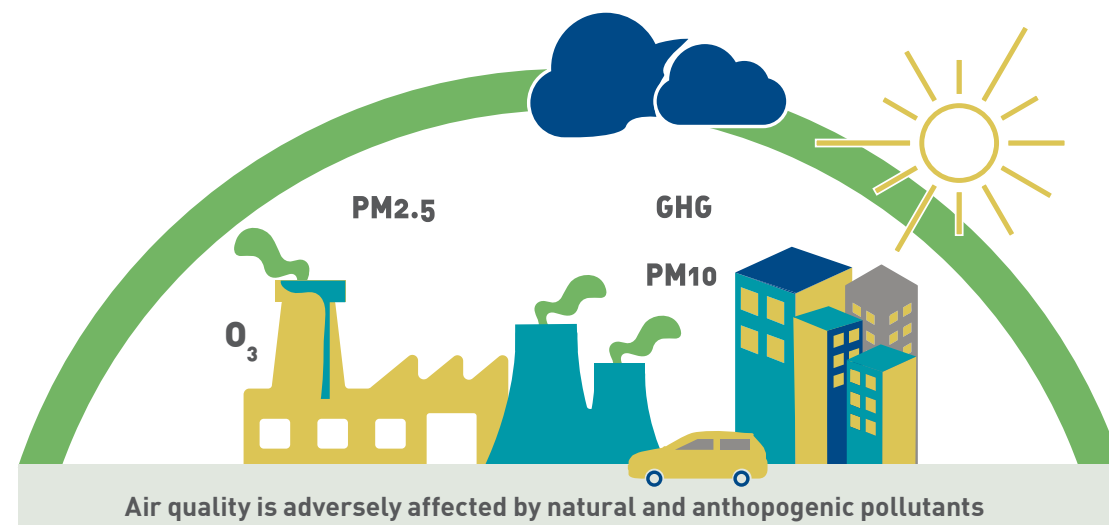 PM2.5
GHG
PM10
O₃
Air quality is adversely affected by natural and anthopogenic pollutants